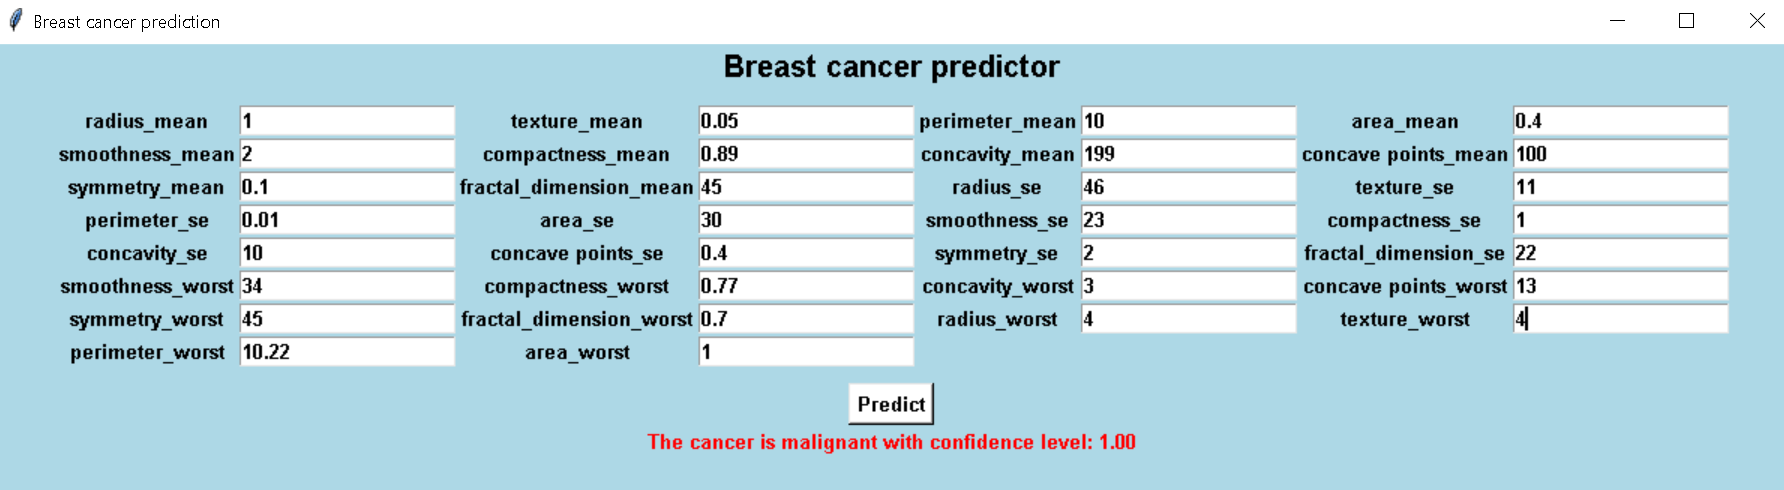 Breast cancer prediction
Breast cancer predictor
radius_mean 1 texture_mean 0.05 perimeter_mean 10 area_mean 0.4
smoothness_mean 2 compactness_mean 0.89 concavity_mean 199 concave points_mean 100
symmetry_mean 0.1 fractal_dimension_mean 45 radius_se 46 texture_se 11
perimeter_se 0.01 area_se 30 smoothness_se 23 compactness_se 1
concavity_se 10 concave points_se 0.4 symmetry_se 2 fractal_dimension_se 22
smoothness_worst 34 compactness_worst 0.77 concavity_worst 3 concave points_worst 13
symmetry_worst 45 fractal_dimension_worst 0.7 radius_worst 4 texture_worst 4
perimeter_worst 10.22 area_worst 1
Predict
The cancer is malignant with confidence level: 1.00